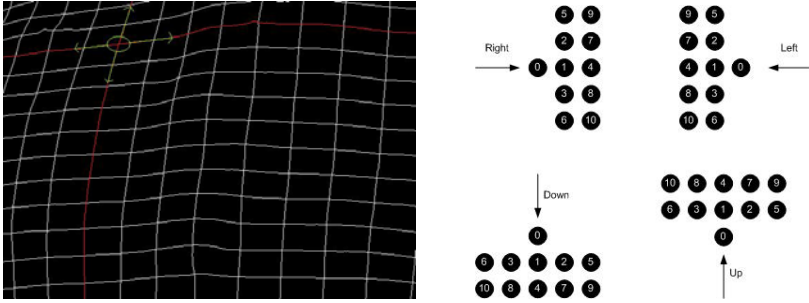 5 9
2 7
Right
0 1 4
3 8
6 10
9 5
7 2
4 1 0
Left
8 3
10 6
Down
0
6 3 1 2 5
10 8 4 7 9
10 8 4 7 9
6 3 1 2 5
0
Up